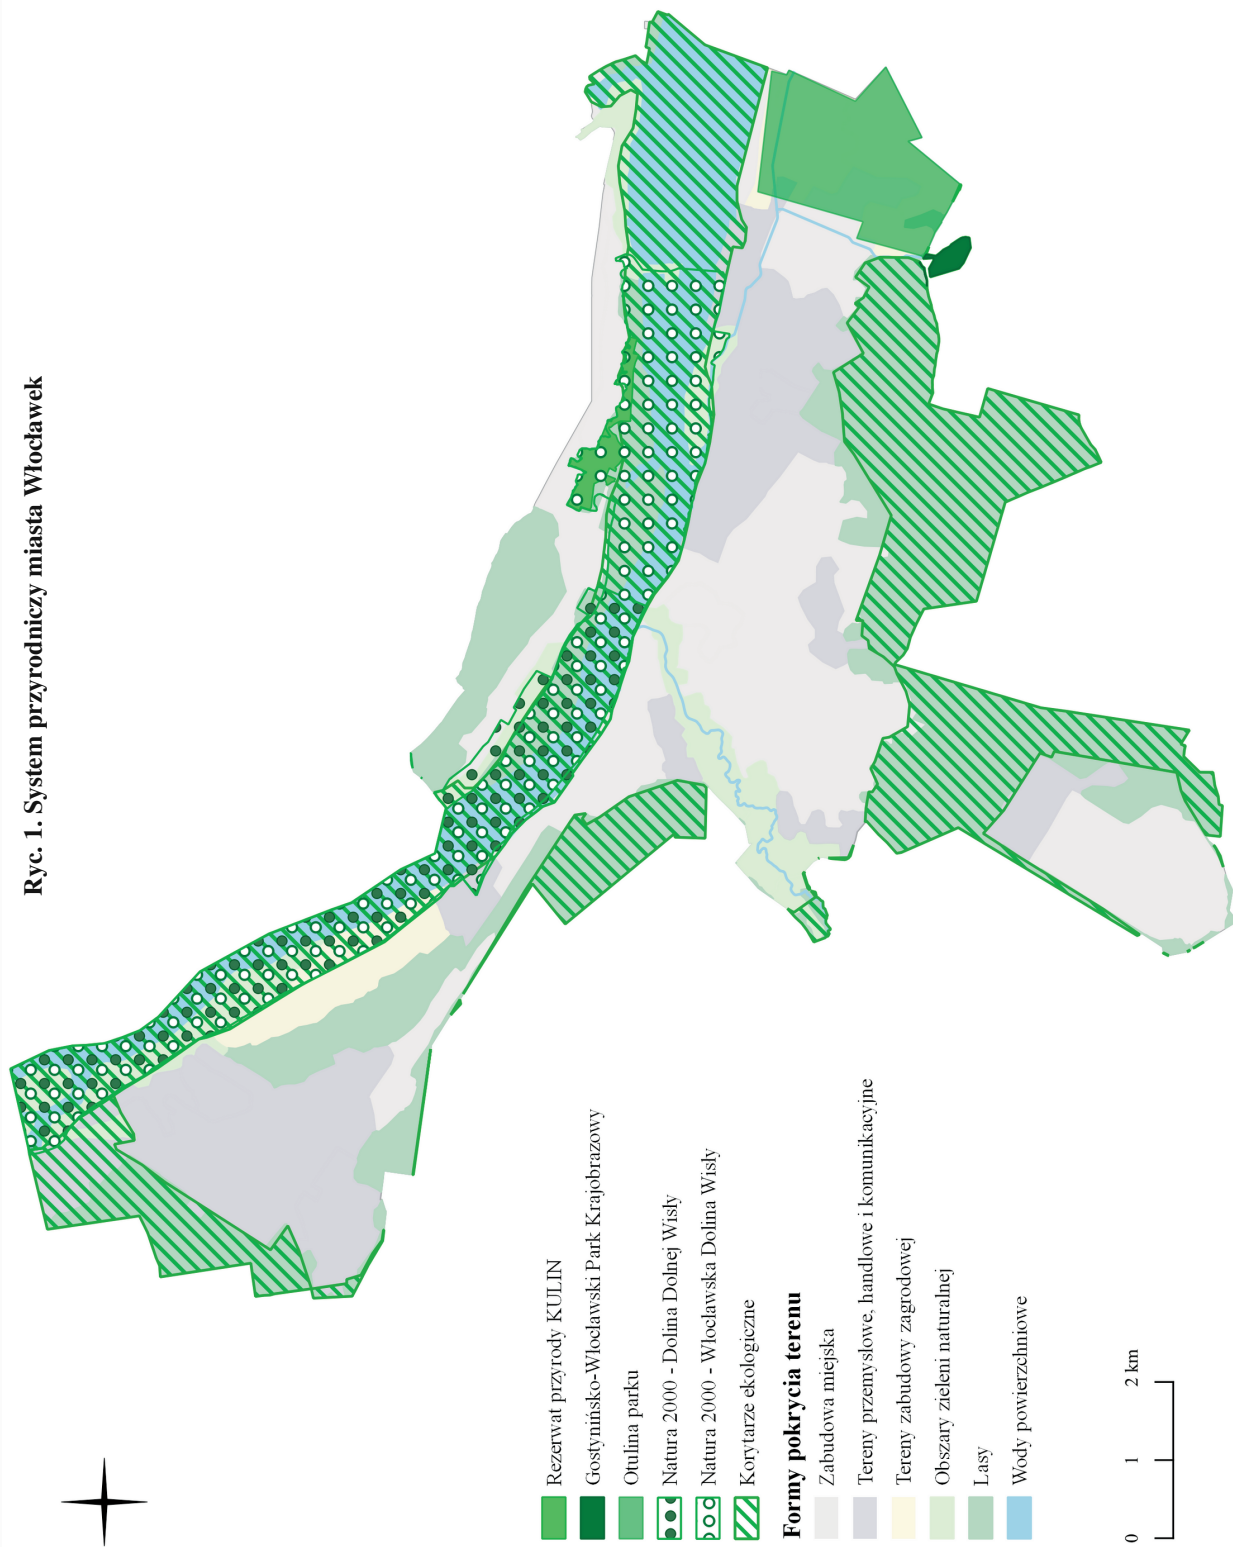 Ryc. 1. System przyrodniczy miasta Włocławek
Rezerwat przyrody KULIN
Gostynińsko-Włocławski Park Krajobrazowy
Otulina parku
Natura 2000 - Dolina Dolnej Wisły
Natura 2000 - Włocławska Dolina Wisły
Korytarze ekologiczne
Formy pokrycia terenu
Zabudowa miejska
Tereny przemysłowe, handlowe i komunikacyjne
Tereny zabudowy zagrodowej
Obszary zieleni naturalnej
Lasy
Wody powierzchniowe
0 1 2 km